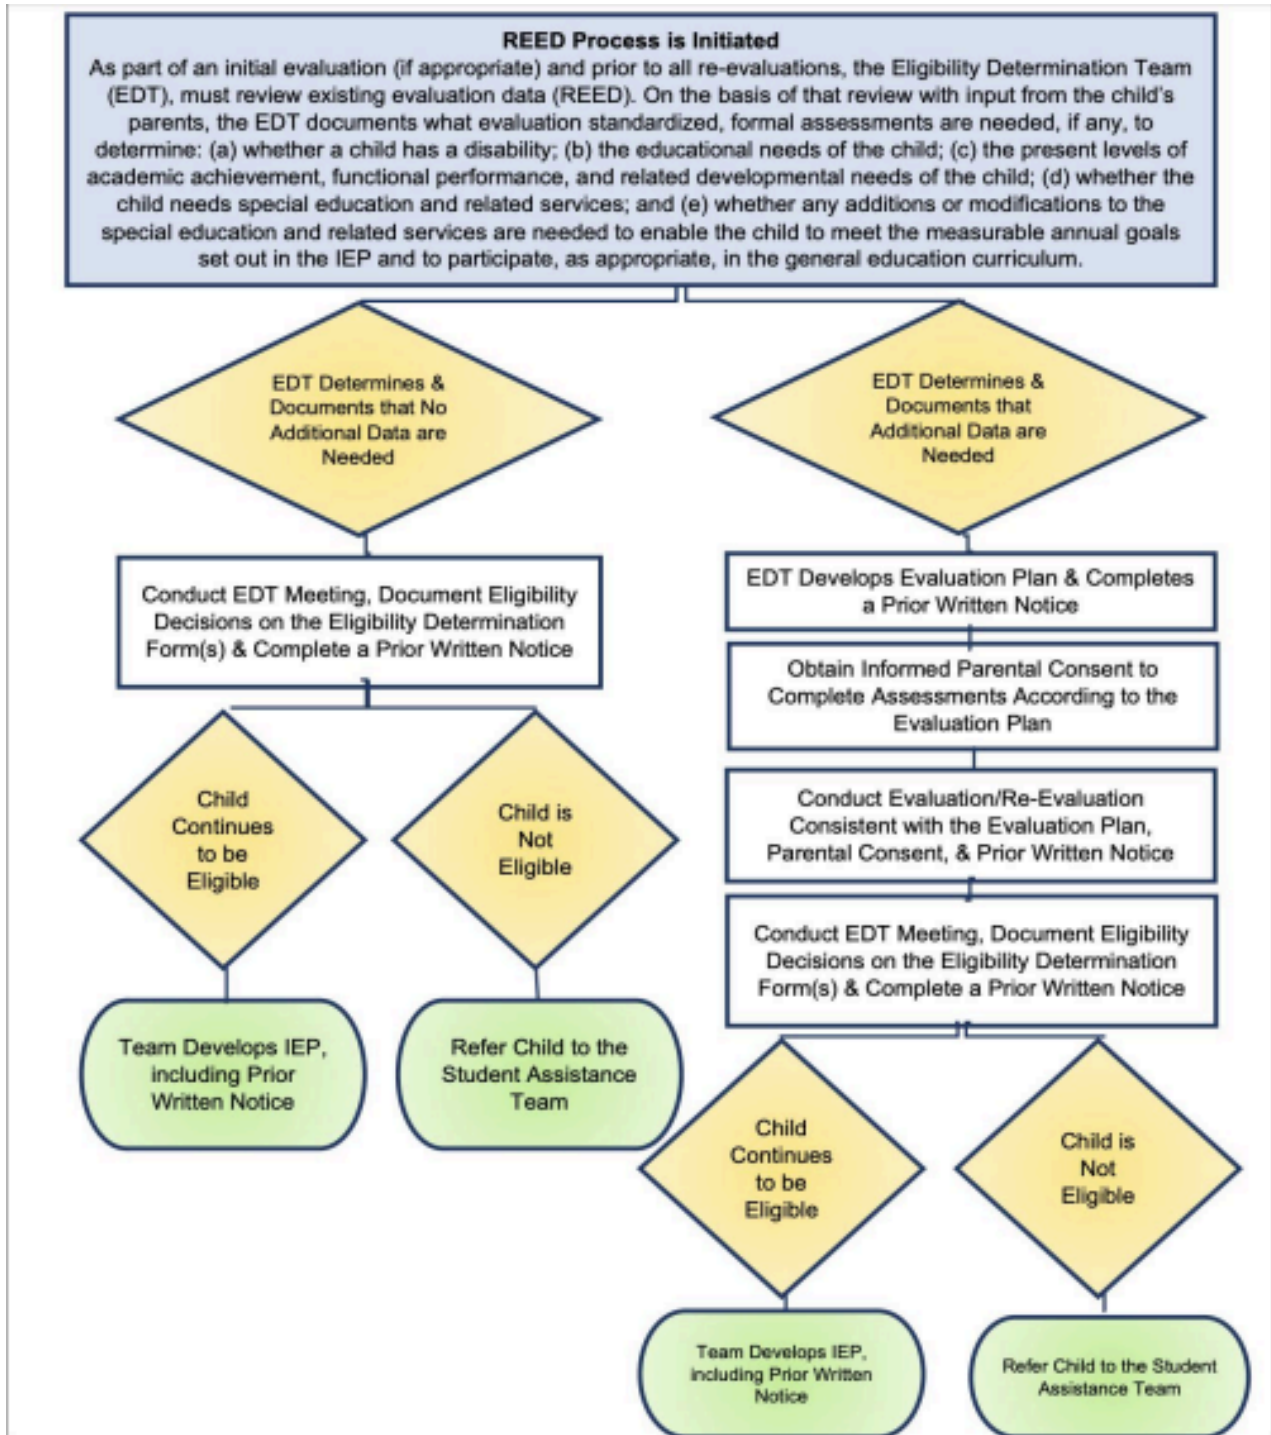 REED Process is Initiated
As part of an initial evaluation (if appropriate) and prior to all re-evaluations, the Eligibility Determination Team
(EDT), must review existing evaluation data (REED). On the basis of that review with input from the child's
parents, the EDT documents what evaluation standardized, formal assessments are needed, if any, to
determine: (a) whether a child has a disability; (b) the educational needs of the child; (c) the present levels of
academic achievement, functional performance, and related developmental needs of the child; (d) whether the
child needs special education and related services; and (e) whether any additions or modifications to the
special education and related services are needed to enable the child to meet the measurable annual goals
set out in the IEP and to participate, as appropriate, in the general education curriculum.
EDT Determines &
Documents that No
Additional Data are
Needed
Conduct EDT Meeting, Document Eligibility
Decisions on the Eligibility Determination
Form(s) & Complete a Prior Written Notice
Child
Continues
to be
Eligible
Child is
Not
Eligible
Team Develops IEP,
including Prior
Written Notice
Refer Child to the
Student Assistance
Team
EDT Determines &
Documents that
Additional Data are
Needed
EDT Develops Evaluation Plan & Completes
a Prior Written Notice
Obtain Informed Parental Consent to
Complete Assessments According to the
Evaluation Plan
Conduct Evaluation/Re-Evaluation
Consistent with the Evaluation Plan,
Parental Consent, & Prior Written Notice
Conduct EDT Meeting, Document Eligibility
Decisions on the Eligibility Determination
Form(s) & Complete a Prior Written Notice
Child
Continues
to be
Eligible
Child is
Not
Eligible
Team Develops IEP,
including Prior Written
Notice
Refer Child to the Student
Assistance Team